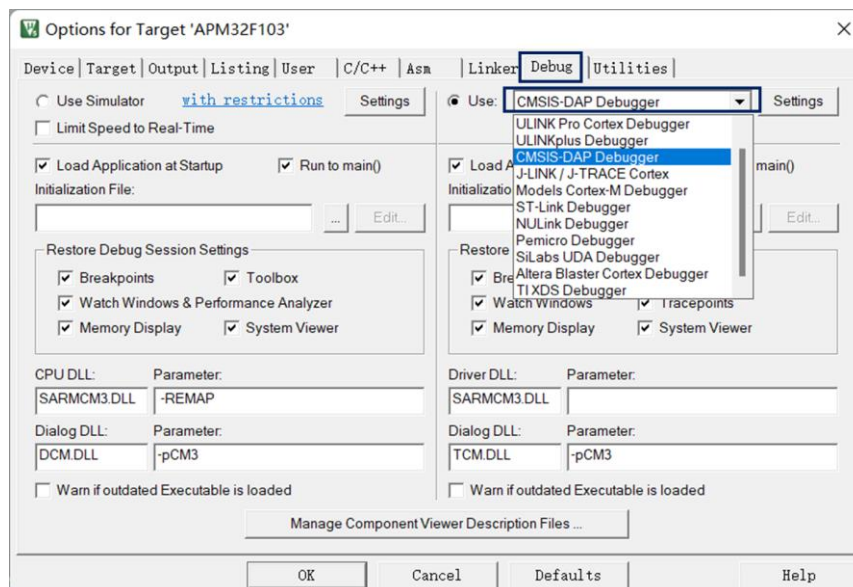 Options for Target 'APM32F103'
Device Target Output Listing User C/C++ Asm Linker Debug Utilities
Use Simulator with restrictions Settings
Limit Speed to Real-Time
Load Application at Startup Run to main()
Initialization File:
... Edit...
Restore Debug Session Settings
Breakpoints Toolbox
Watch Windows & Performance Analyzer
Memory Display System Viewer
CPU DLL: Parameter:
SARMCM3.DLL -REMAP
Dialog DLL: Parameter:
DCM.DLL -pCM3
Warn if outdated Executable is loaded
Use: CMSIS-DAP Debugger Settings
ULINK Pro Cortex Debugger
ULINKplus Debugger
CMSIS-DAP Debugger
J-LINK / J-TRACE Cortex
Models Cortex-M Debugger
ST-Link Debugger
NULink Debugger
Pemicro Debugger
SiLabs UDA Debugger
Altera Blaster Cortex Debugger
TI XDS Debugger
Load A main()
Initializatio
Edit...
Restore
Bre
Watch Windows Tracepoints
Memory Display System Viewer
Driver DLL: Parameter:
SARMCM3.DLL
Dialog DLL: Parameter:
TCM.DLL -pCM3
Warn if outdated Executable is loaded
Manage Component Viewer Description Files ...
OK Cancel Defaults Help